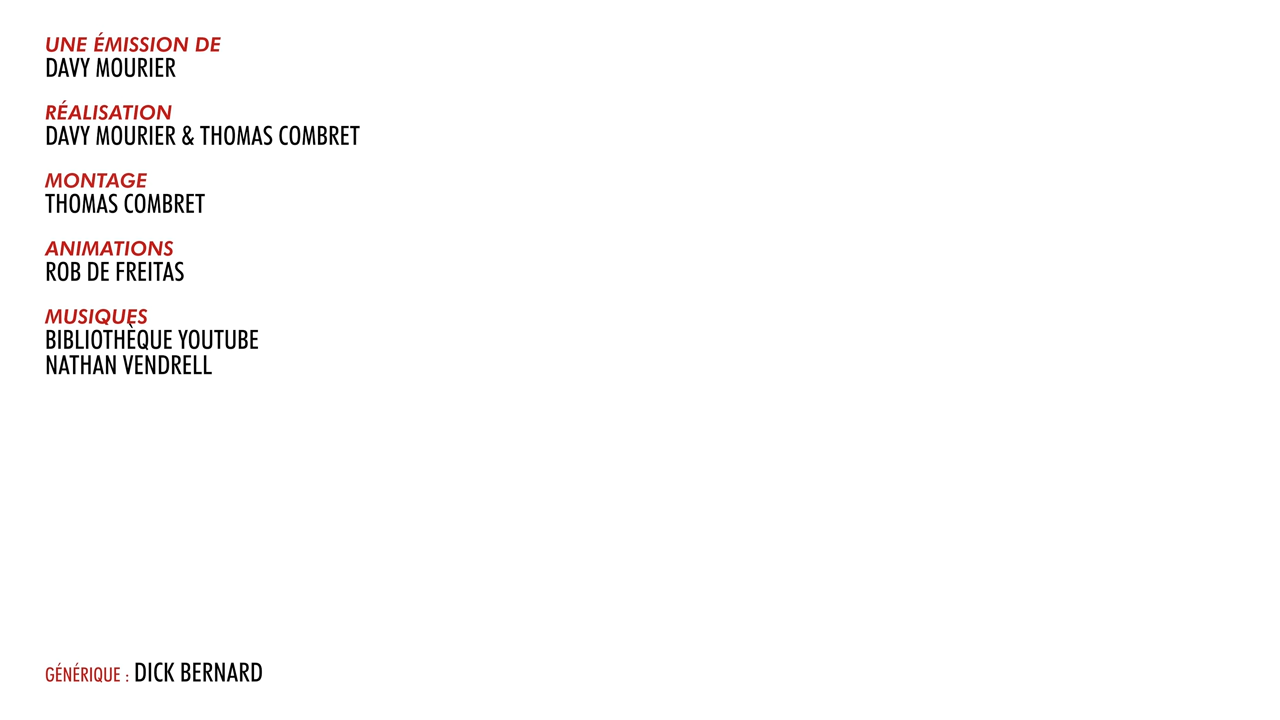 UNE ÉMISSION DE
DAVY MOURIER
RÉALISATION
DAVY MOURIER & THOMAS COMBRET
MONTAGE
THOMAS COMBRET
ANIMATIONS
ROB DE FREITAS
MUSIQUES
BIBLIOTHÈQUE YOUTUBE
NATHAN VENDRELL
GÉNÉRIQUE : DICK BERNARD